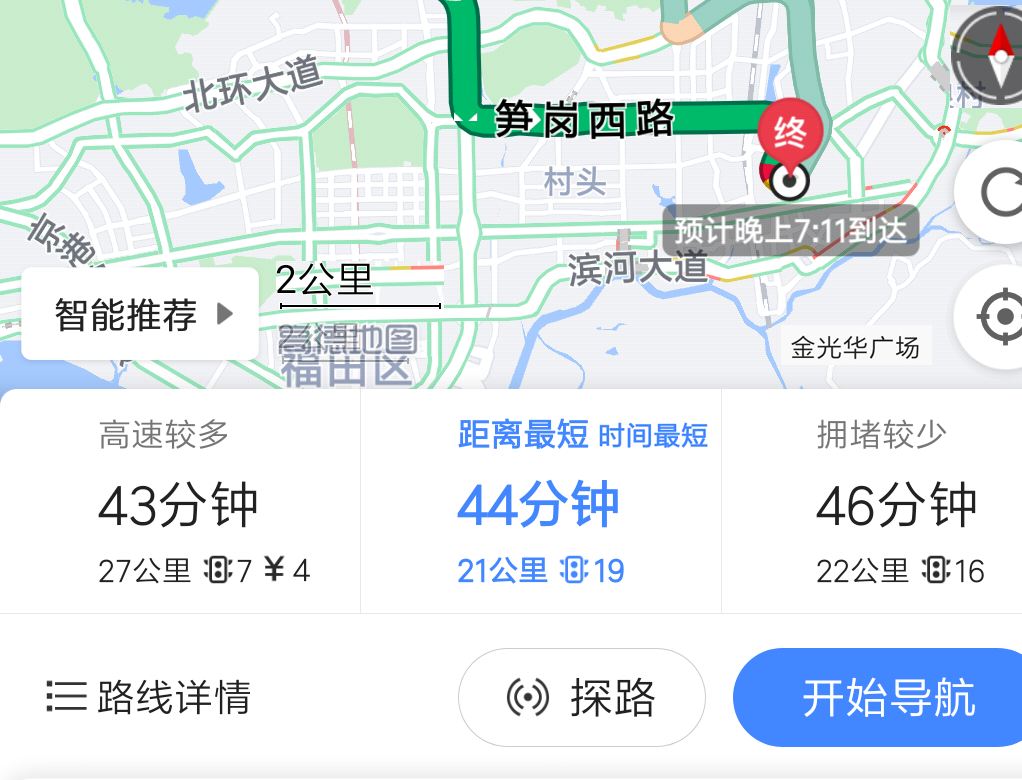 北环大道
笋岗西路
终
村
村头
京港
预计晚上7:11到达
滨河大道
2公里
智能推荐
高德地图
福田区
金光华广场
高速较多
43分钟
27公里 7 ¥ 4
距离最短 时间最短
44分钟
21公里 19
拥堵较少
46分钟
22公里 16
路线详情
探路
开始导航